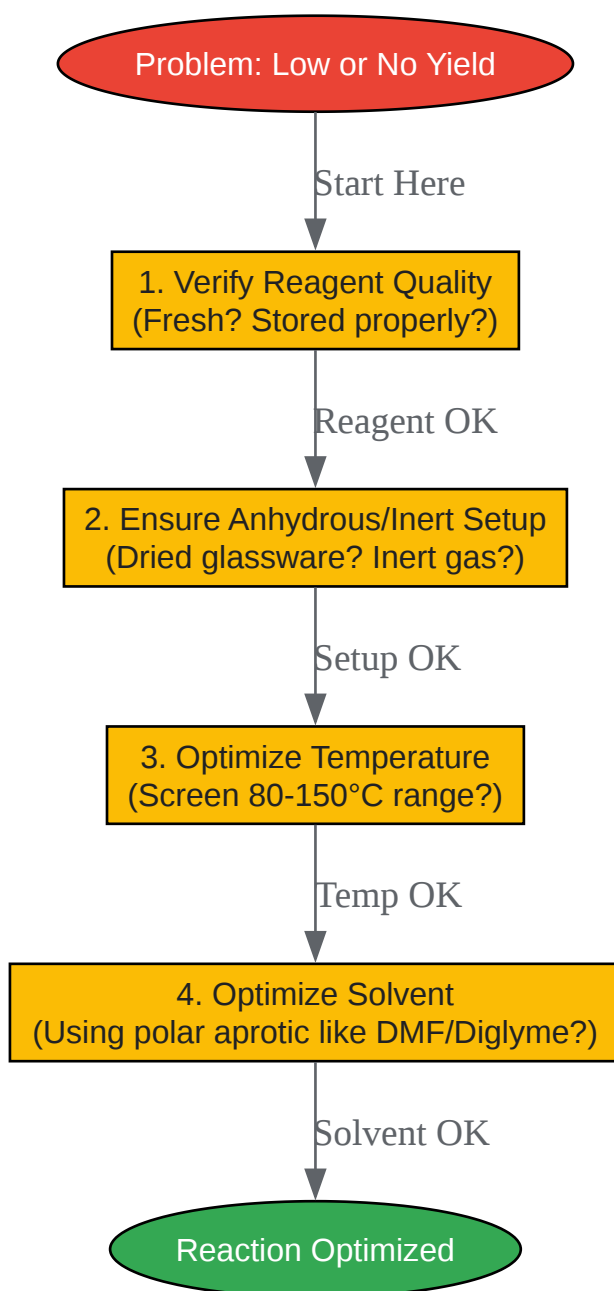 Problem: Low or No Yield
Start Here
1. Verify Reagent Quality
(Fresh? Stored properly?)
Reagent OK
2. Ensure Anhydrous/Inert Setup
(Dried glassware? Inert gas?)
Setup OK
3. Optimize Temperature
(Screen 80-150°C range?)
Temp OK
4. Optimize Solvent
(Using polar aprotic like DMF/Diglyme?)
Solvent OK
Reaction Optimized